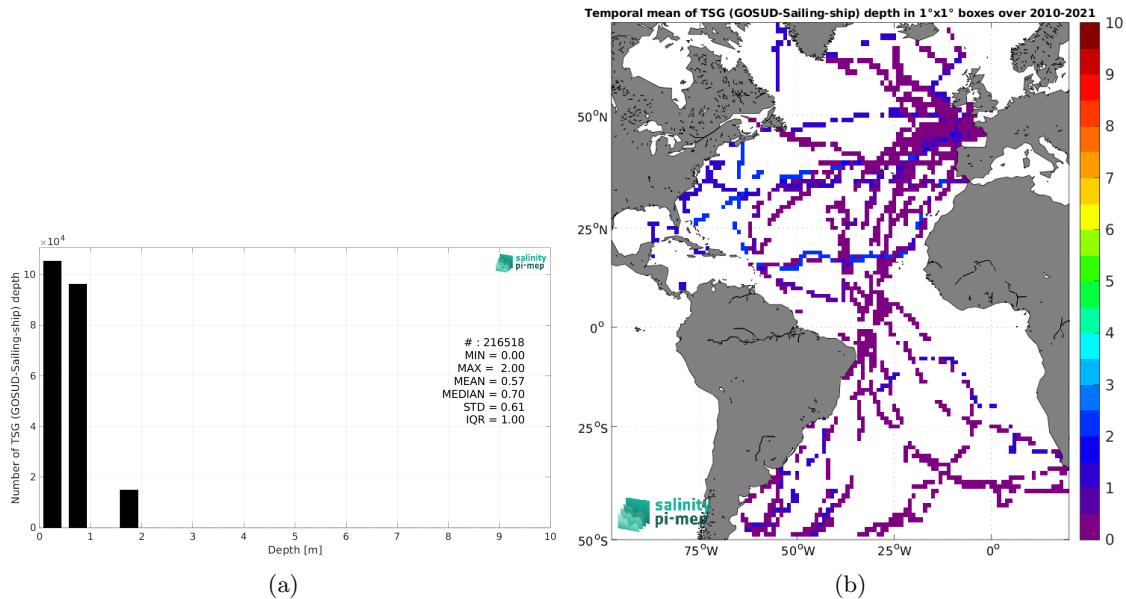 Temporal mean of TSG (GOSUD-Sailing-ship) depth in 1°x1° boxes over 2010-2021
×10⁴
Number of TSG (GOSUD-Sailing-ship) depth
10
8
6
4
2
0
0 1 2 3 4 5 6 7 8 9 10
Depth [m]
salinity
pi-mep
# : 216518
MIN = 0.00
MAX = 2.00
MEAN = 0.57
MEDIAN = 0.70
STD = 0.61
IQR = 1.00
(a)
50°N
25°N
0°
25°S
50°S
75°W 50°W 25°W 0°
salinity
pi-mep
10
9
8
7
6
5
4
3
2
1
0
(b)